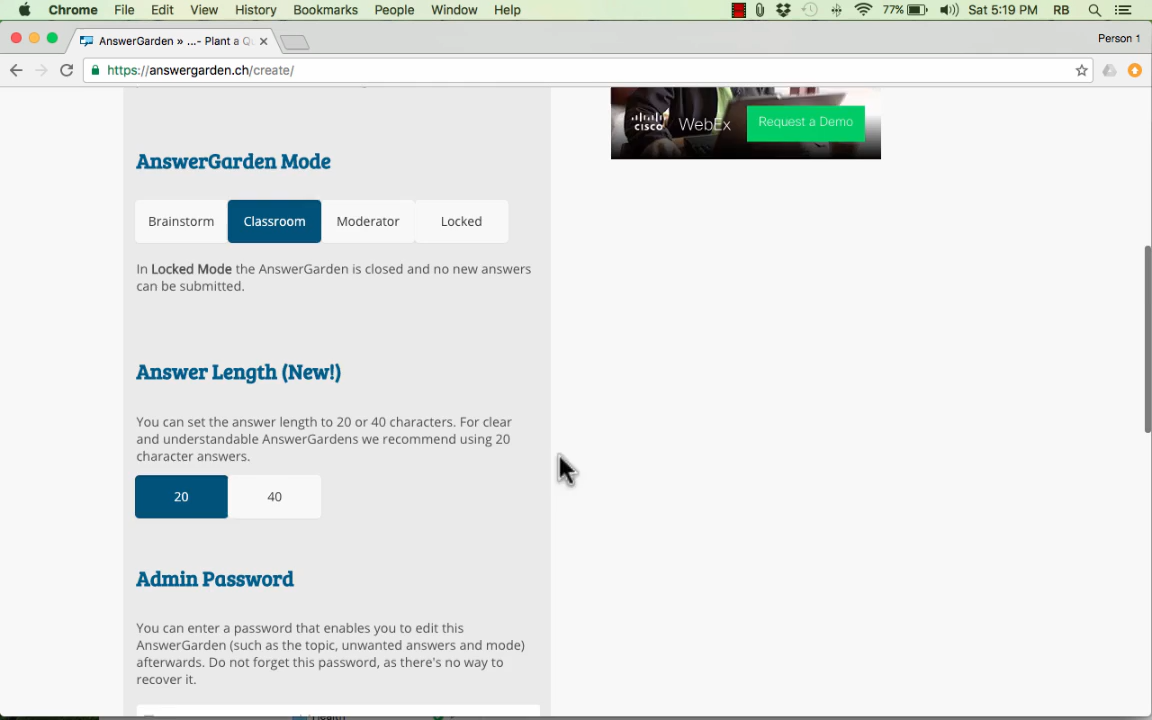 Chrome File Edit View History Bookmarks People Window Help 77% Sat 5:19 PM RB
AnswerGarden » ...- Plant a Qu
Person 1
https://answergarden.ch/create/
CISCO WebEx Request a Demo
AnswerGarden Mode
Brainstorm Classroom Moderator Locked
In Locked Mode the AnswerGarden is closed and no new answers
can be submitted.
Answer Length (New!)
You can set the answer length to 20 or 40 characters. For clear
and understandable AnswerGardens we recommend using 20
character answers.
20 40
Admin Password
You can enter a password that enables you to edit this
AnswerGarden (such as the topic, unwanted answers and mode)
afterwards. Do not forget this password, as there's no way to
recover it.